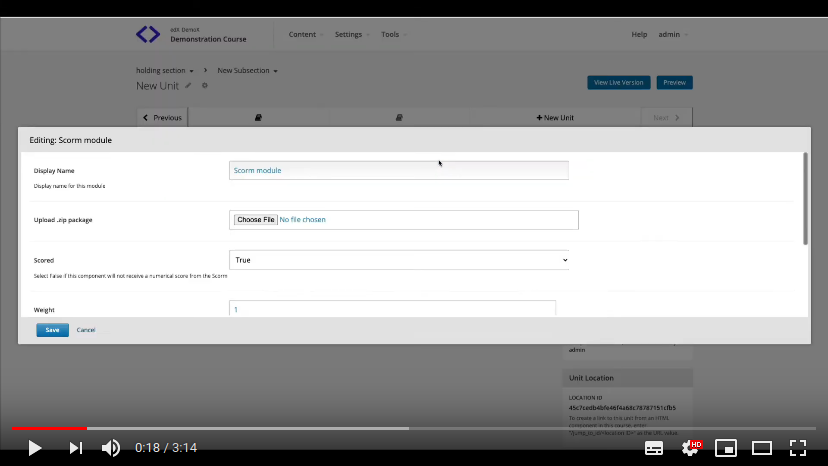 edX DemoX
Demonstration Course
Content Settings Tools Help admin
holding section New Subsection
New Unit
View Live Version Preview
Previous + New Unit Next
Editing: Scorm module
Display Name Scorm module
Display name for this module
Upload .zip package Choose File No file chosen
Scored True
Select False if this component will not receive a numerical score from the Scorm
Weight 1
Save Cancel
admin
Unit Location
LOCATION ID
45c7cedb4bfe46f4a68c78787151cfb5
To create a link to this unit from an HTML
component in this course, enter
as the URL value
0:18 / 3:14 HD